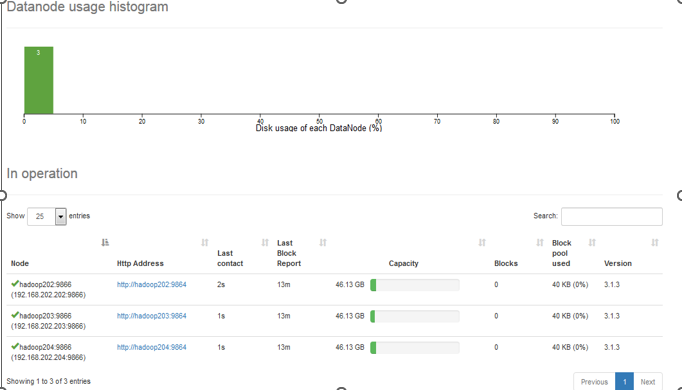 Datanode usage histogram
3
0 10 20 30 40 50 60 70 80 90 100
Disk usage of each DataNode (%)
In operation
Show 25 entries Search:
Node Http Address Last contact Last Block Report Capacity Blocks Block pool used Version
hadoop202:9866 (192.168.202.202:9866) http://hadoop202:9864 2s 13m 46.13 GB 0 40 KB (0%) 3.1.3
hadoop203:9866 (192.168.202.203:9866) http://hadoop203:9864 1s 13m 46.13 GB 0 40 KB (0%) 3.1.3
hadoop204:9866 (192.168.202.204:9866) http://hadoop204:9864 1s 13m 46.13 GB 0 40 KB (0%) 3.1.3
Showing 1 to 3 of 3 entries Previous 1 Next